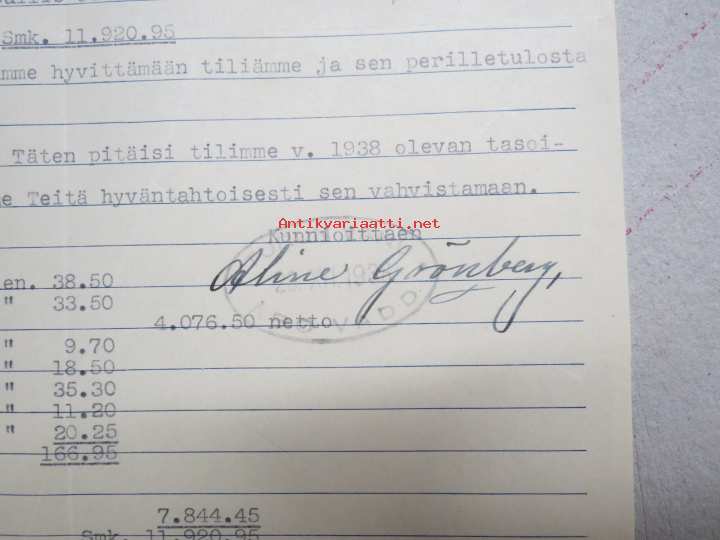 Smk. 11.920.95
mme hyvittämään tiliämme ja sen perilletulosta
Täten pitäisi tilimme v. 1938 olevan tasoi-
e Teitä hyväntahtoisesti sen vahvistamaan.
Antikyariaatti.net
Kunnioittaen
Aline Grönberg,
en. 38.50
" 33.50
4.076.50 netto
" 9.70
" 18.50
" 35.30
" 11.20
" 20.25
166.95
7.844.45
Smk. 11.920.95